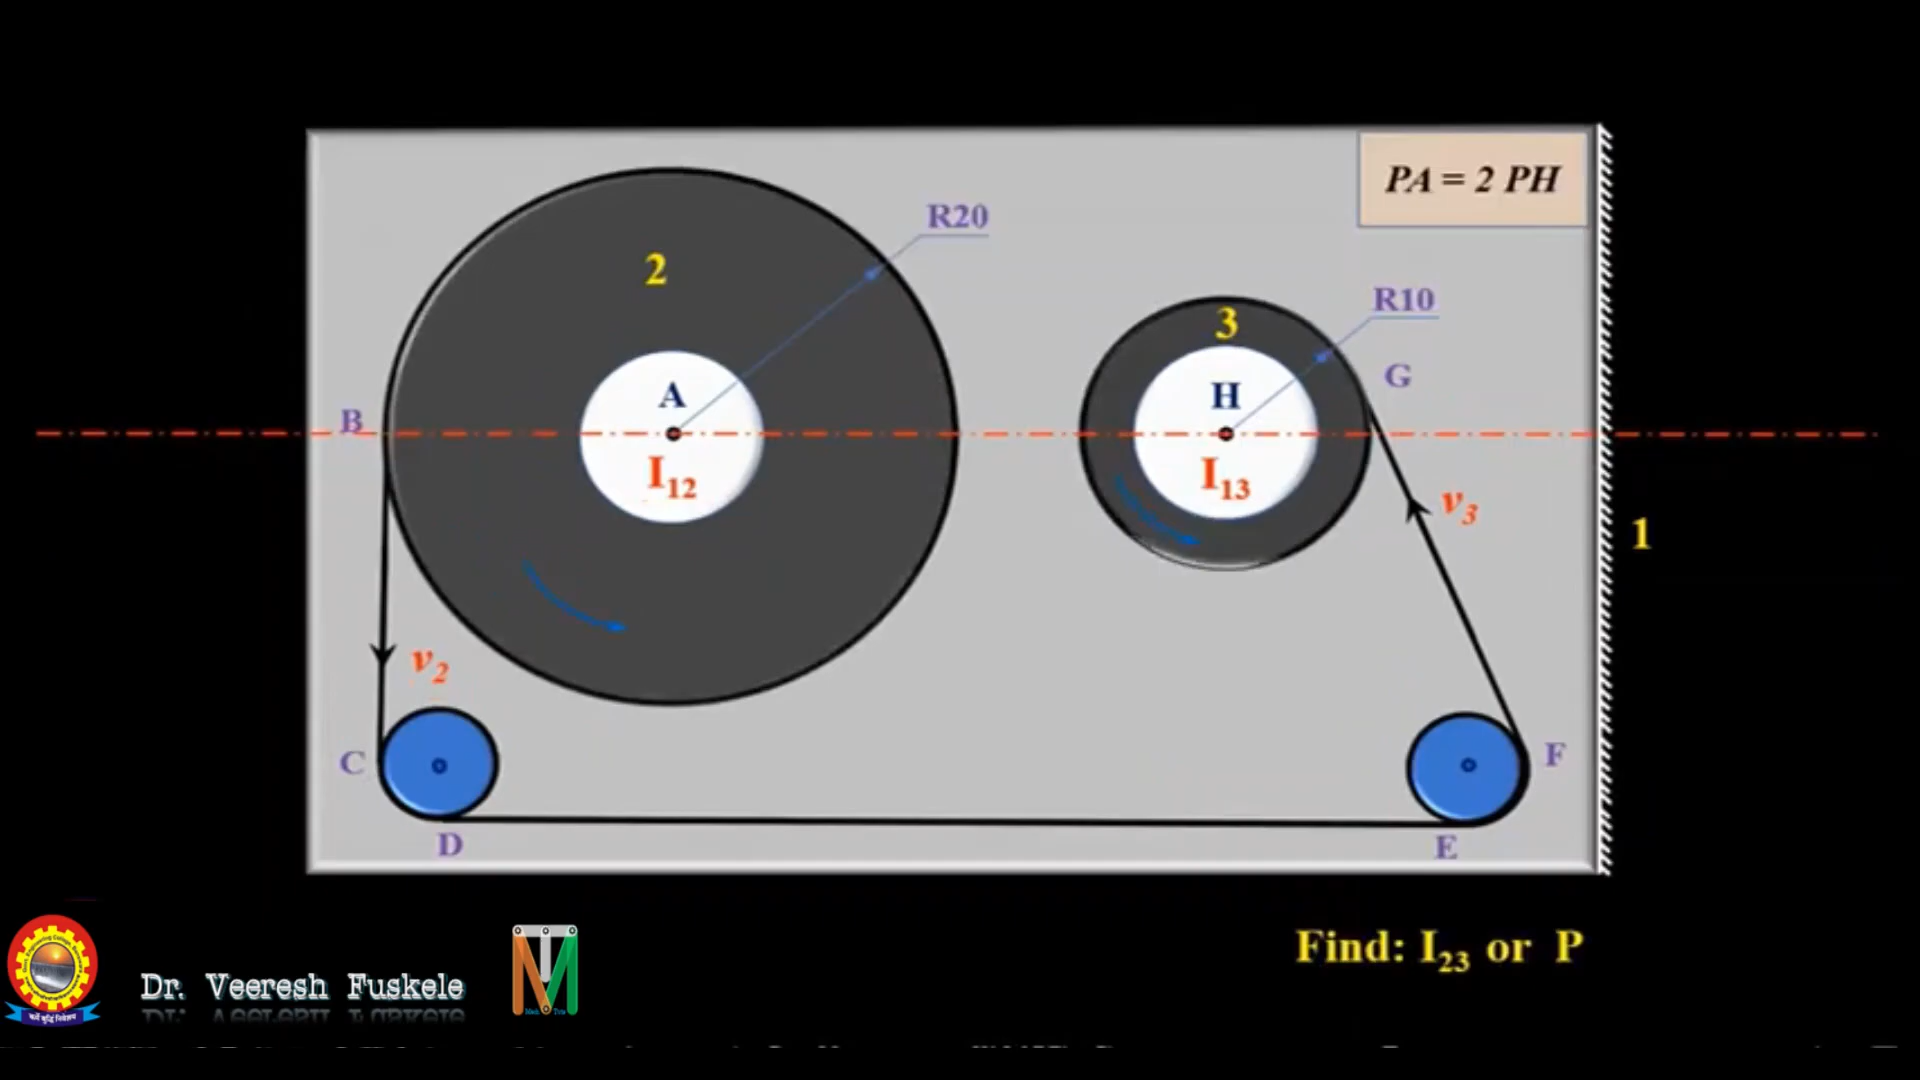 PA = 2 PH
R20
2
R10
3
G
A
H
B
I12
I13
v3
1
v2
C
F
D
E
Find: I23 or P
Dr. Veeresh Fuskele